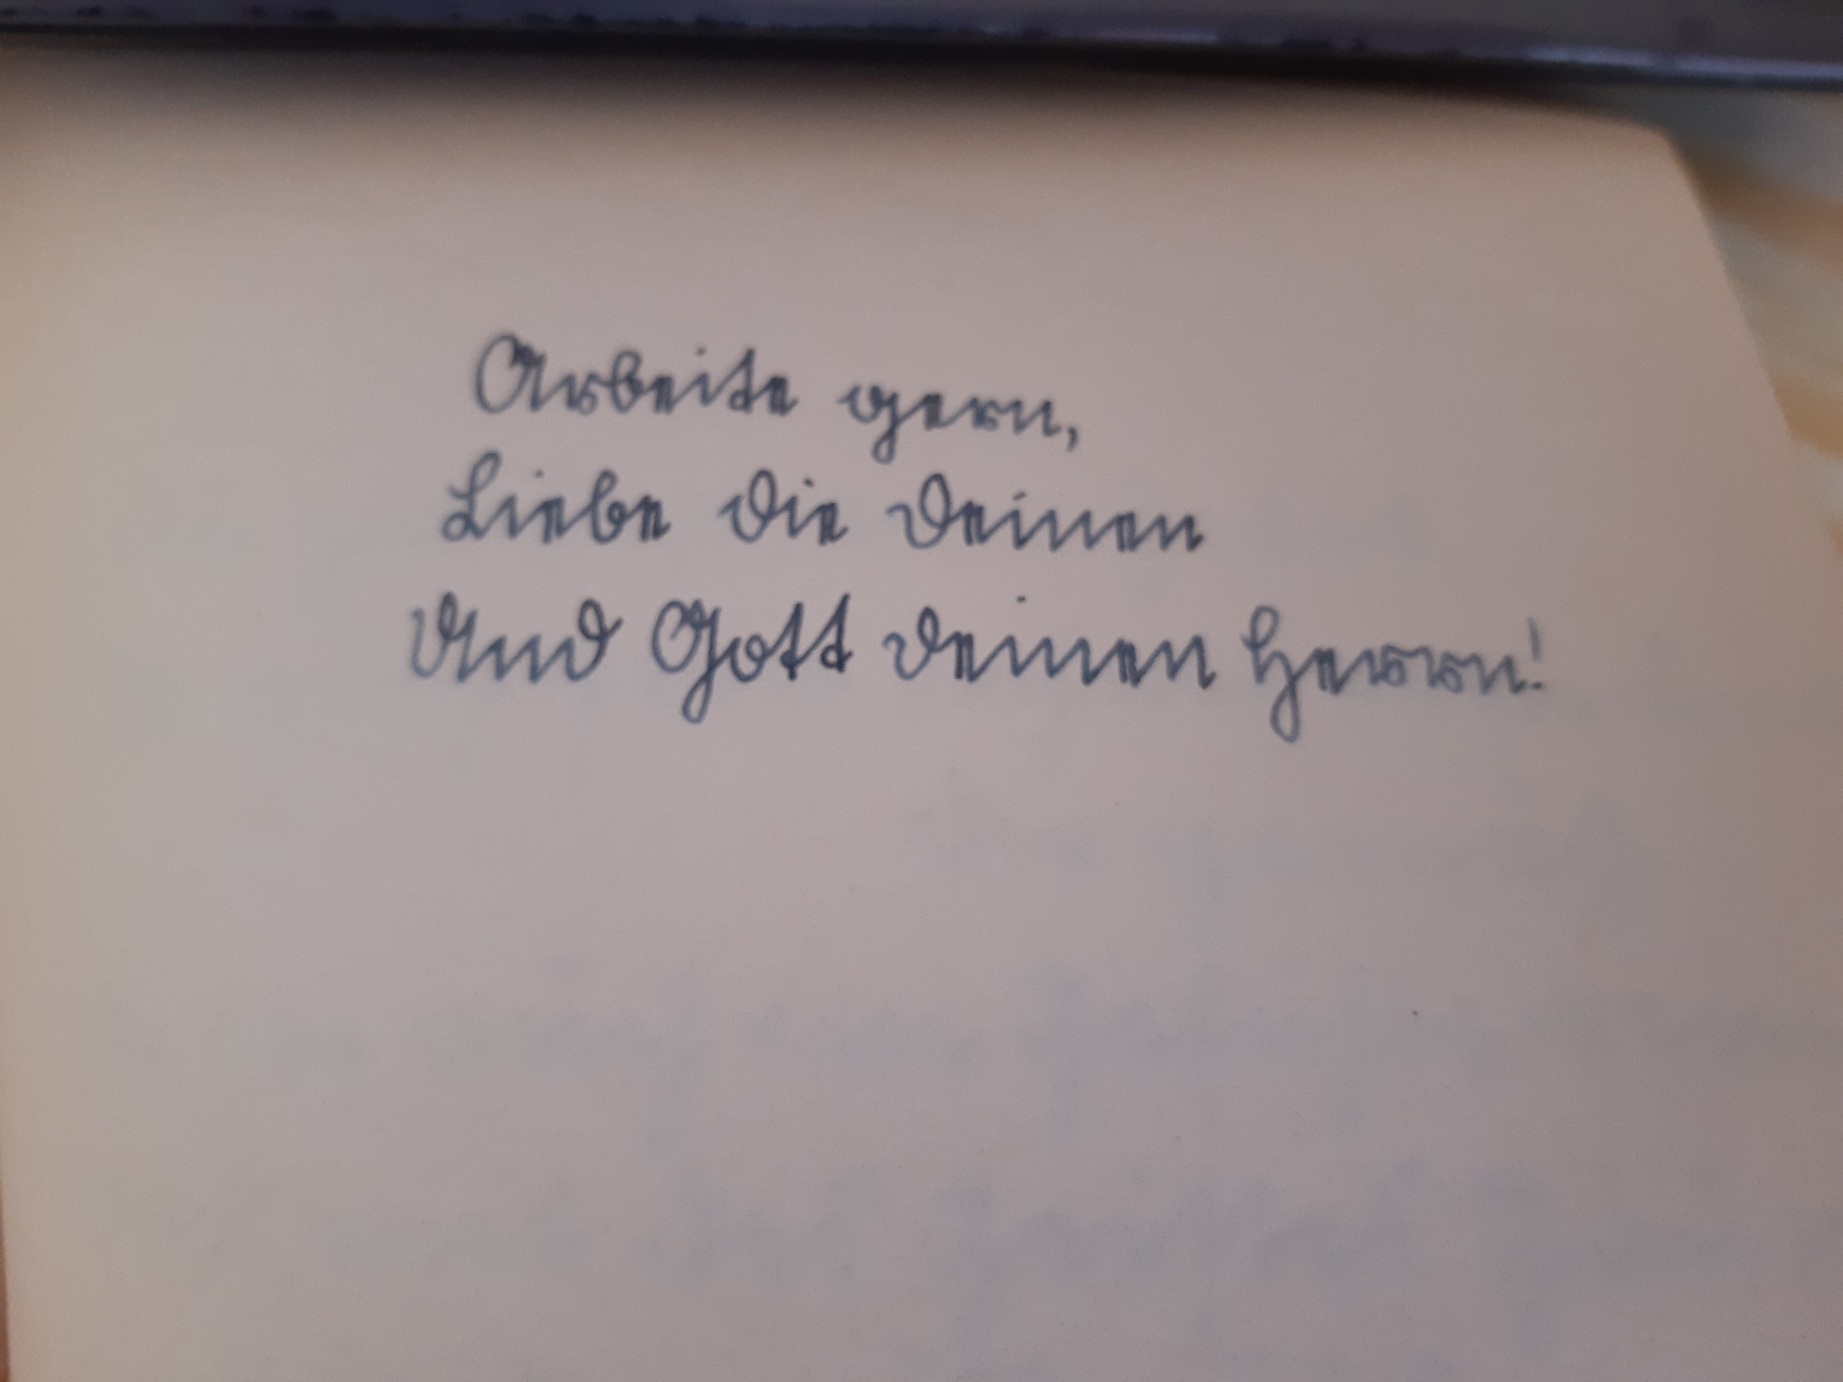 Arbeite gern,
Liebe die Deinen
Und Gott deinen Herrn!